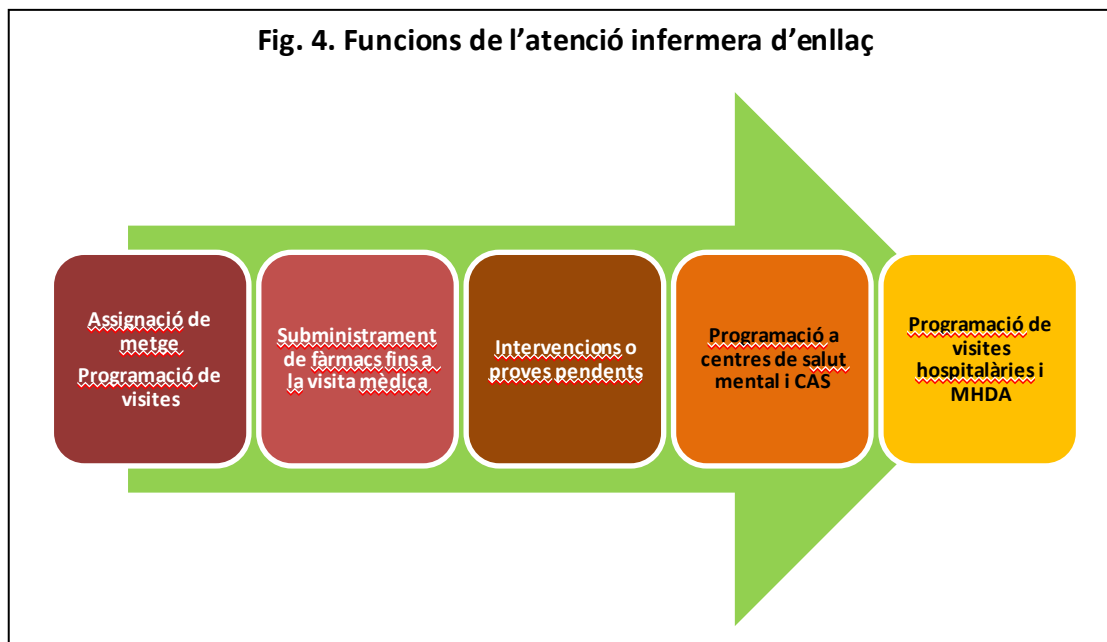 Fig. 4. Funcions de l’atenció infermera d’enllaç
Assignació de
metge
Programació de
visites
Subministrament
de fàrmacs fins a
la visita mèdica
Intervencions o
proves pendents
Programació a
centres de salut
mental i CAS
Programació de
visites
hospitalàries i
MHDA